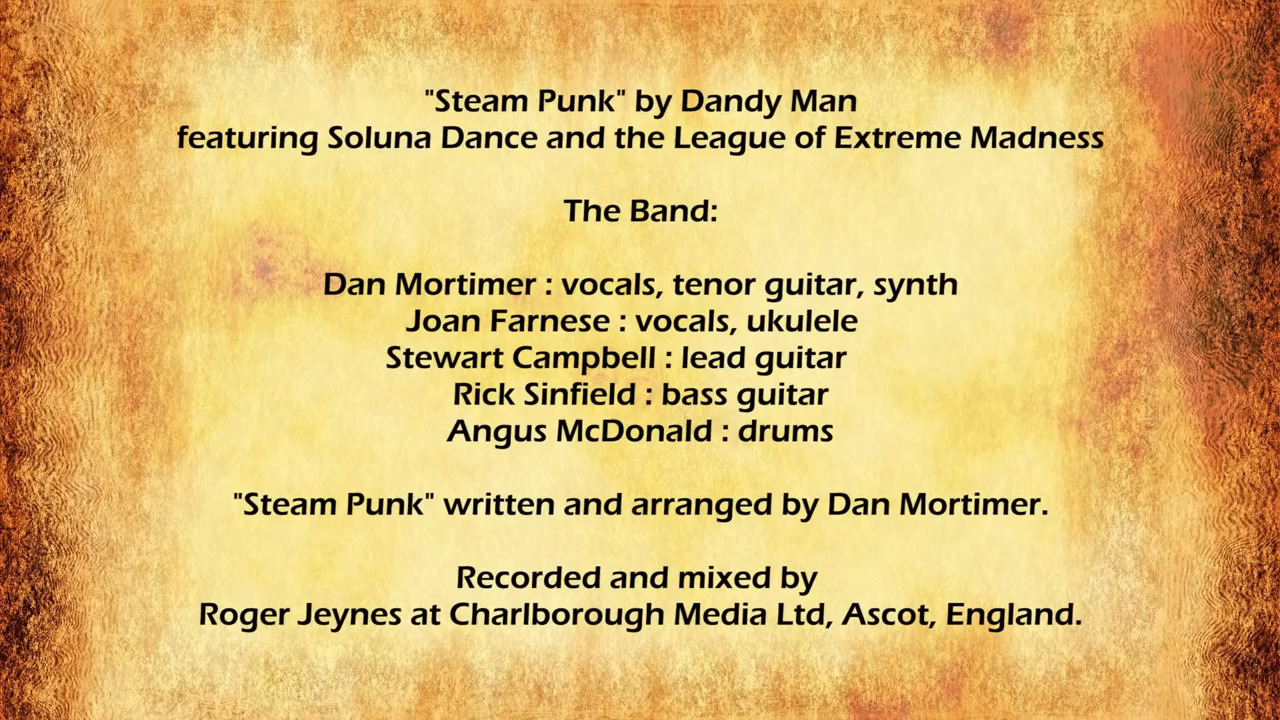 "Steam Punk" by Dandy Man
featuring Soluna Dance and the League of Extreme Madness
The Band:
Dan Mortimer : vocals, tenor guitar, synth
Joan Farnese : vocals, ukulele
Stewart Campbell : lead guitar
Rick Sinfield : bass guitar
Angus McDonald : drums
"Steam Punk" written and arranged by Dan Mortimer.
Recorded and mixed by
Roger Jeynes at Charlborough Media Ltd, Ascot, England.